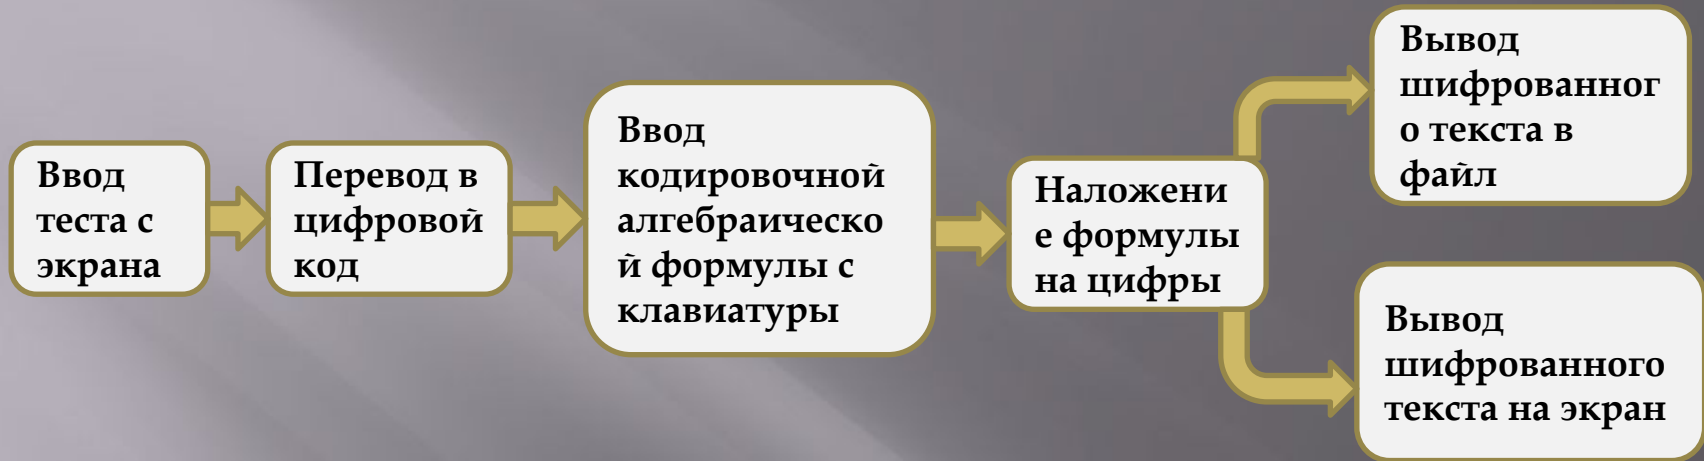 Ввод
теста с
экрана
Перевод в
цифровой
код
Ввод
кодировочной
алгебраическо
й формулы с
клавиатуры
Наложени
е формулы
на цифры
Вывод
шифрованног
о текста в
файл
Вывод
шифрованного
текста на экран